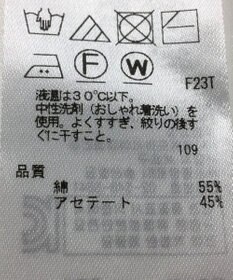 F
W
F23T
液温は30℃以下。
中性洗剤（おしゃれ着洗い）を
使用。よくすすぎ、絞りの後す
ぐに干すこと。
109
品質
綿 55%
アセテート 45%